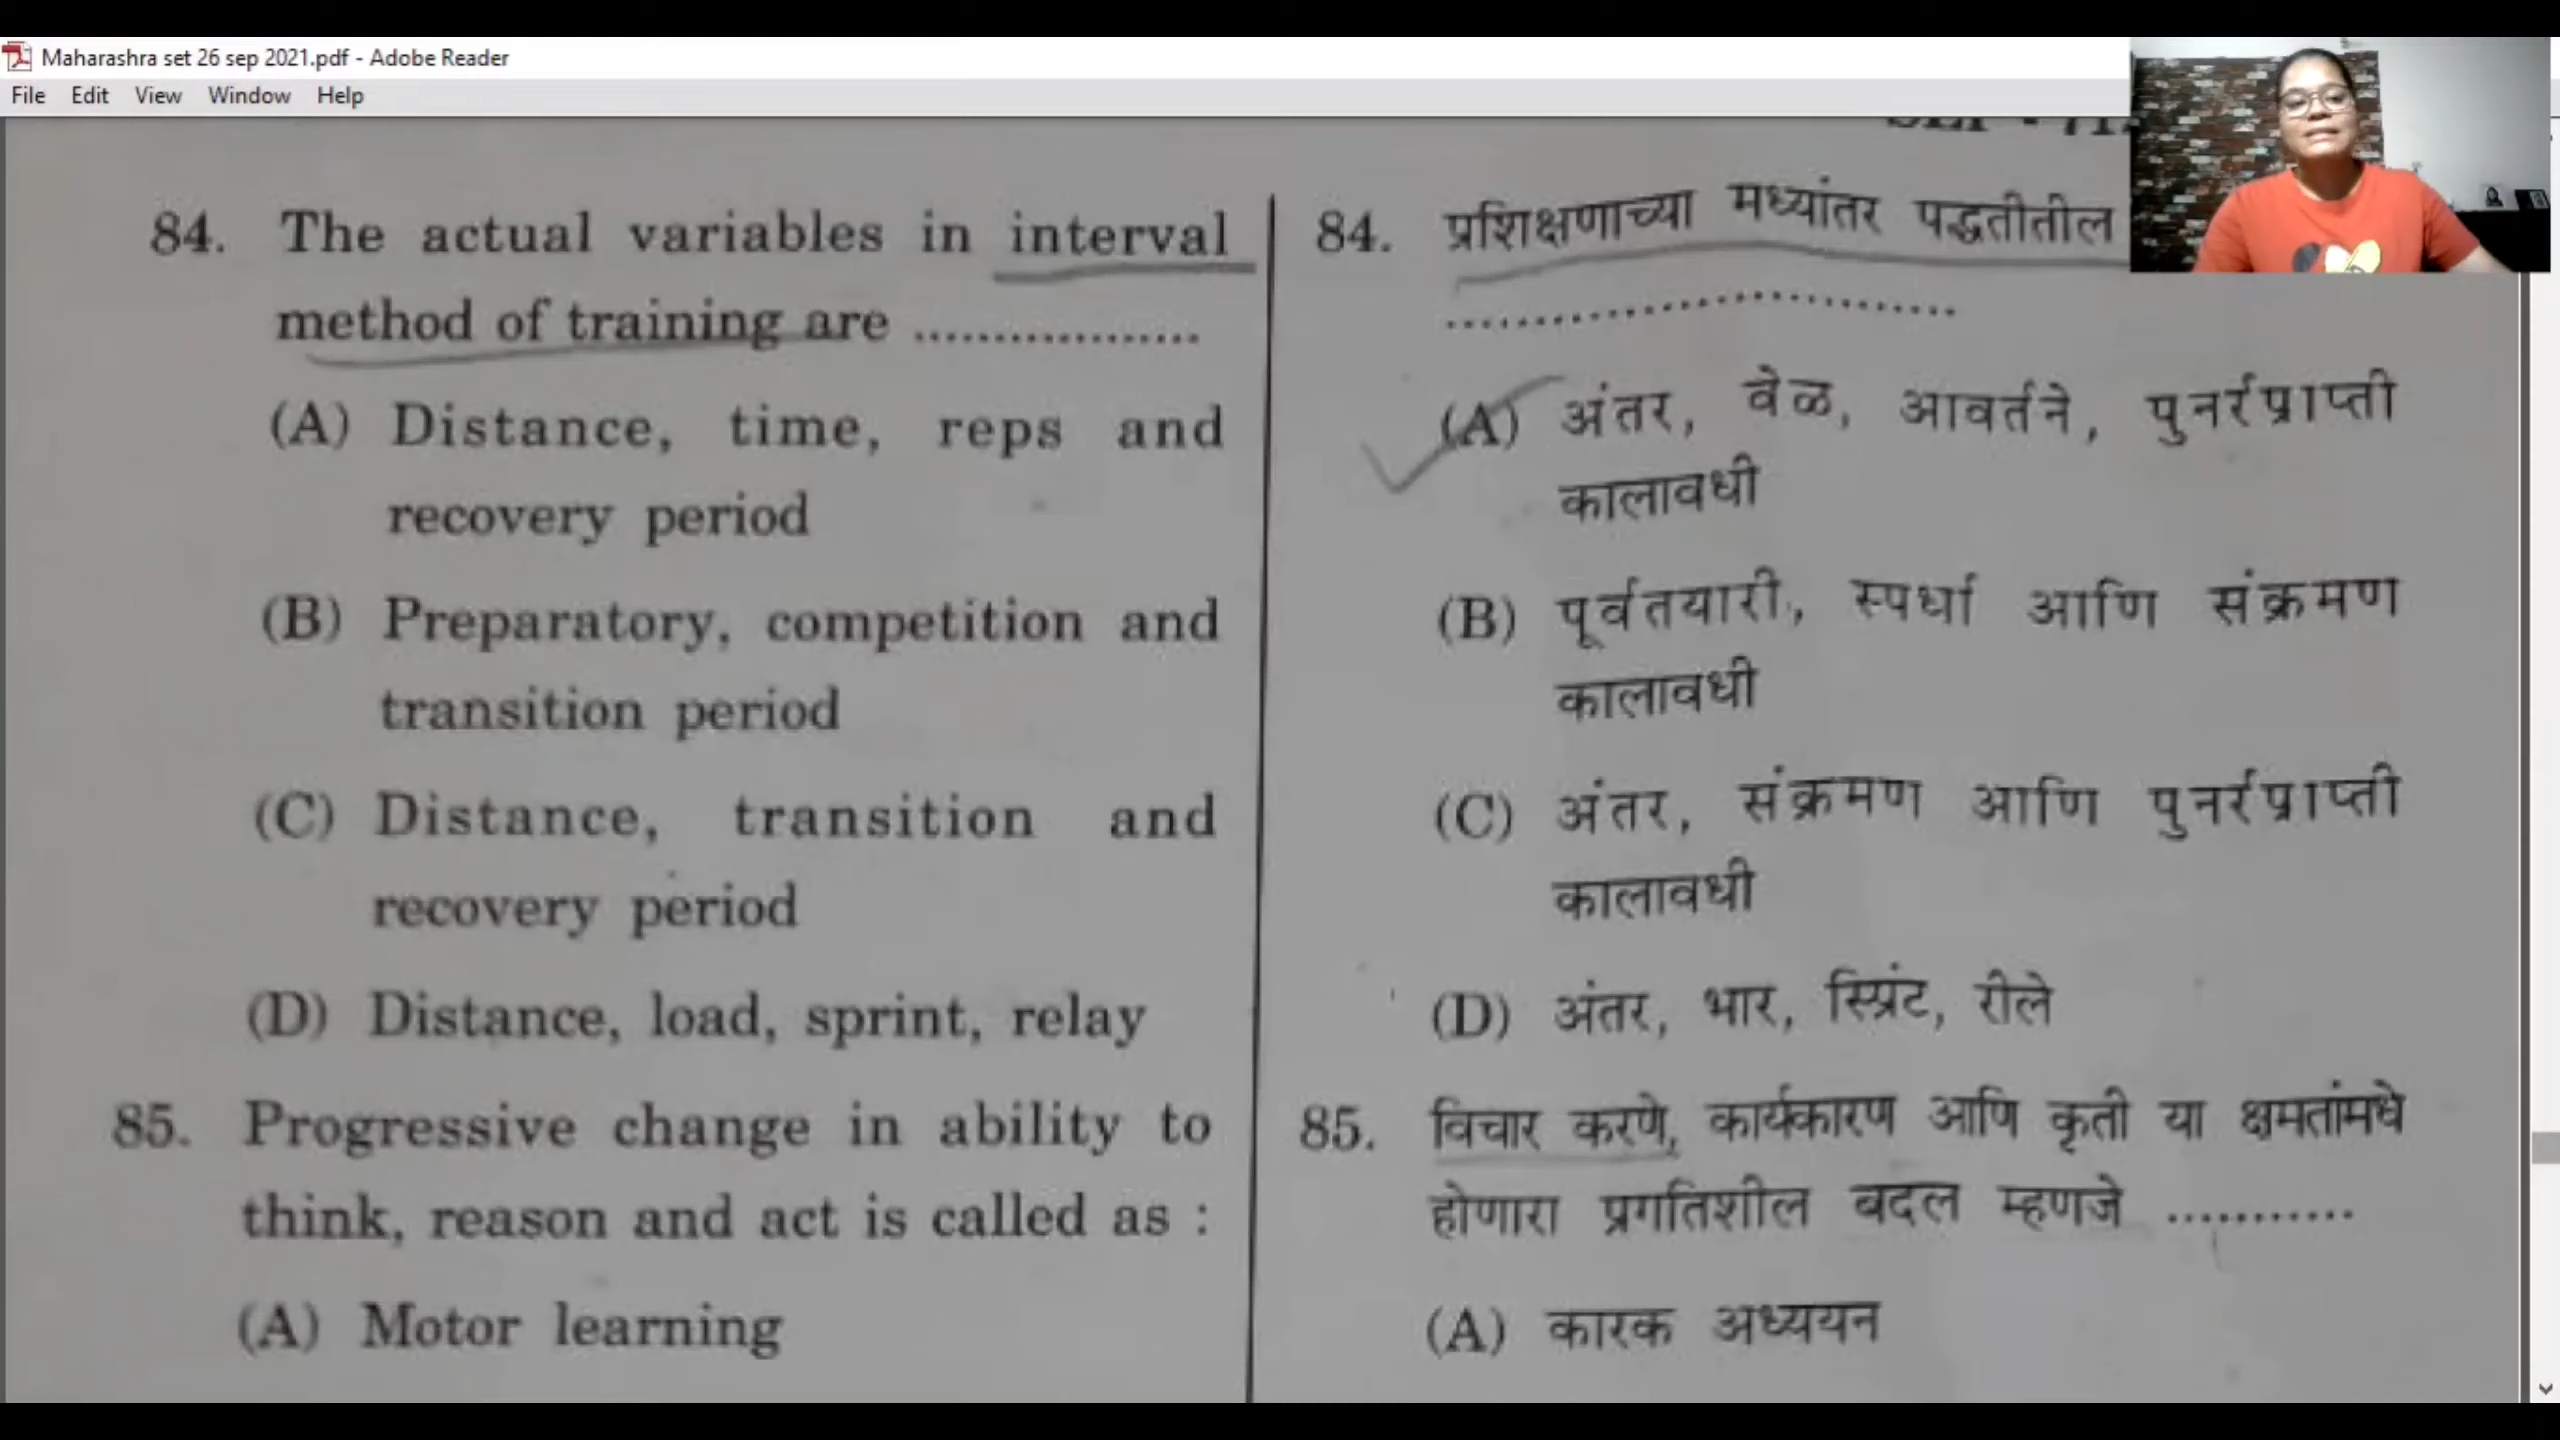 Maharashra set 26 sep 2021.pdf - Adobe Reader
File Edit View Window Help
84. The actual variables in interval
method of training are ..................
(A) Distance, time, reps and
recovery period
(B) Preparatory, competition and
transition period
(C) Distance, transition and
recovery period
(D) Distance, load, sprint, relay
85. Progressive change in ability to
think, reason and act is called as :
(A) Motor learning
84. प्रशिक्षणाच्या मध्यांतर पद्धतीतील
..............................
(A) अंतर, वेळ, आवर्तने, पुनर्रप्राप्ती
कालावधी
(B) पूर्वतयारी, स्पर्धा आणि संक्रमण
कालावधी
(C) अंतर, संक्रमण आणि पुनर्रप्राप्ती
कालावधी
(D) अंतर, भार, स्प्रिंट, रीले
85. विचार करणे, कार्यकारण आणि कृती या क्षमतांमधे
होणारा प्रगतिशील बदल म्हणजे ...........
(A) कारक अध्ययन